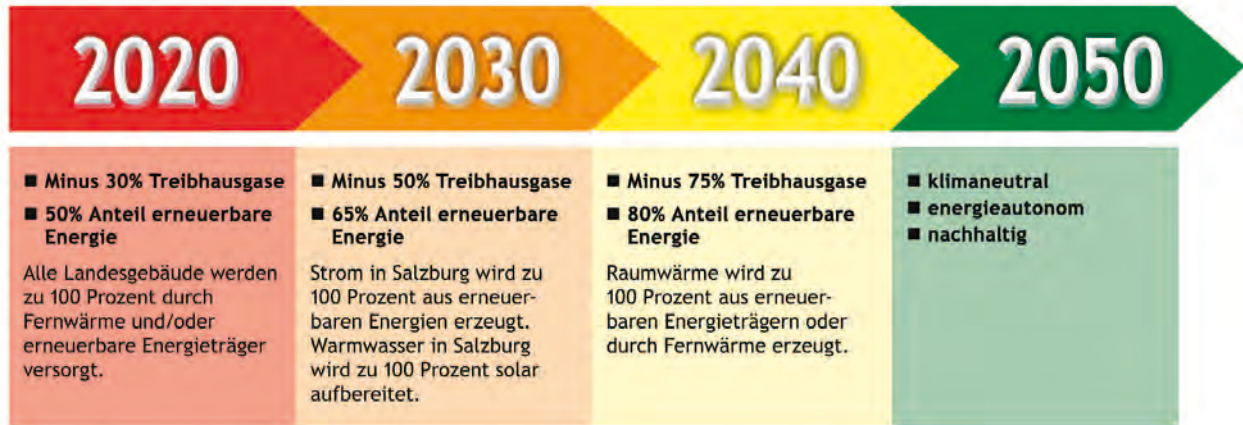 2020
2030
2040
2050
■ Minus 30% Treibhausgase
■ 50% Anteil erneuerbare
Energie
Alle Landesgebäude werden
zu 100 Prozent durch
Fernwärme und/oder
erneuerbare Energieträger
versorgt.
■ Minus 50% Treibhausgase
■ 65% Anteil erneuerbare
Energie
Strom in Salzburg wird zu
100 Prozent aus erneuer-
baren Energien erzeugt.
Warmwasser in Salzburg
wird zu 100 Prozent solar
aufbereitet.
■ Minus 75% Treibhausgase
■ 80% Anteil erneuerbare
Energie
Raumwärme wird zu
100 Prozent aus erneuer-
baren Energieträgern oder
durch Fernwärme erzeugt.
■ klimaneutral
■ energieautonom
■ nachhaltig